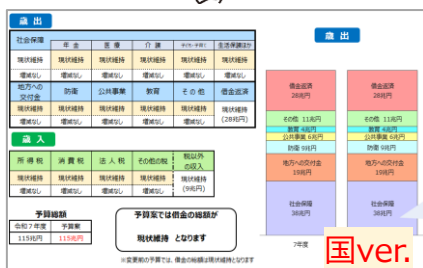 歳 出
社会保障
年 金 医 療 介 護 子ども・子育て 生活保護ほか
現状維持 現状維持 現状維持 現状維持 現状維持 現状維持
増減なし 増減なし 増減なし 増減なし 増減なし 増減なし
地方への交付金 防衛 公共事業 教育 その他 借金返済
現状維持 現状維持 現状維持 現状維持 現状維持 現状維持
増減なし 増減なし 増減なし 増減なし 増減なし (28兆円)
歳 入
所 得 税 消 費 税 法 人 税 その他の税 税以外の収入
現状維持 現状維持 現状維持 現状維持 現状維持
増減なし 増減なし 増減なし 増減なし (9兆円)
予算総額
令和7年度 予算案
115兆円 115兆円
予算案では借金の総額が
現状維持 となります
※変更前の予算では、借金の総額は現状維持となります
歳 出
借金返済 借金返済
28兆円 28兆円
その他 11兆円 その他 11兆円
教育 4兆円 教育 4兆円
公共事業 6兆円 公共事業 6兆円
防衛 9兆円 防衛 9兆円
地方への交付金 地方への交付金
19兆円 19兆円
社会保障 社会保障
38兆円 38兆円
7年度
国ver.